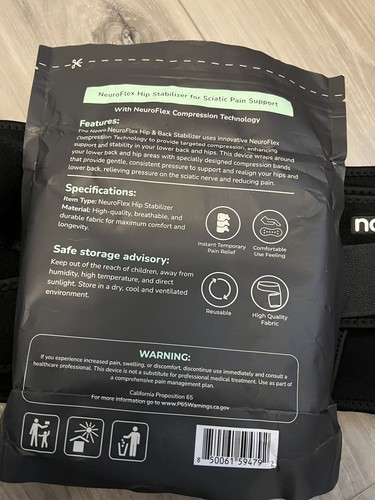 NeuroFlex Hip Stabilizer for Sciatic Pain Support
With NeuroFlex Compression Technology
Features:
The Nooro NeuroFlex Hip & Back Stabilizer uses innovative NeuroFlex
Compression Technology to provide targeted compression, enhancing
support and stability in your lower back and hips. This device wraps around
your lower back and hip areas with specially designed compression bands
that provide gentle, consistent pressure to support and realign your hips and
lower back, relieving pressure on the sciatic nerve and reducing pain.
Specifications:
Item Type: NeuroFlex Hip Stabilizer
Material: High-quality, breathable, and
durable fabric for maximum comfort and
longevity.
Instant Temporary
Pain Relief
Comfortable
Use Feeling
Safe storage advisory:
Keep out of the reach of children, away from
humidity, high temperature, and direct
sunlight. Store in a dry, cool and ventilated
environment.
Reusable
High Quality
Fabric
no
WARNING:
If you experience increased pain, swelling, or discomfort, discontinue use immediately and consult a
healthcare professional. This device is not a substitute for professional medical treatment. Use as part of
a comprehensive pain management plan.
California Proposition 65
For more information go to www.P65Warnings.ca.gov
8 50061 59479 2